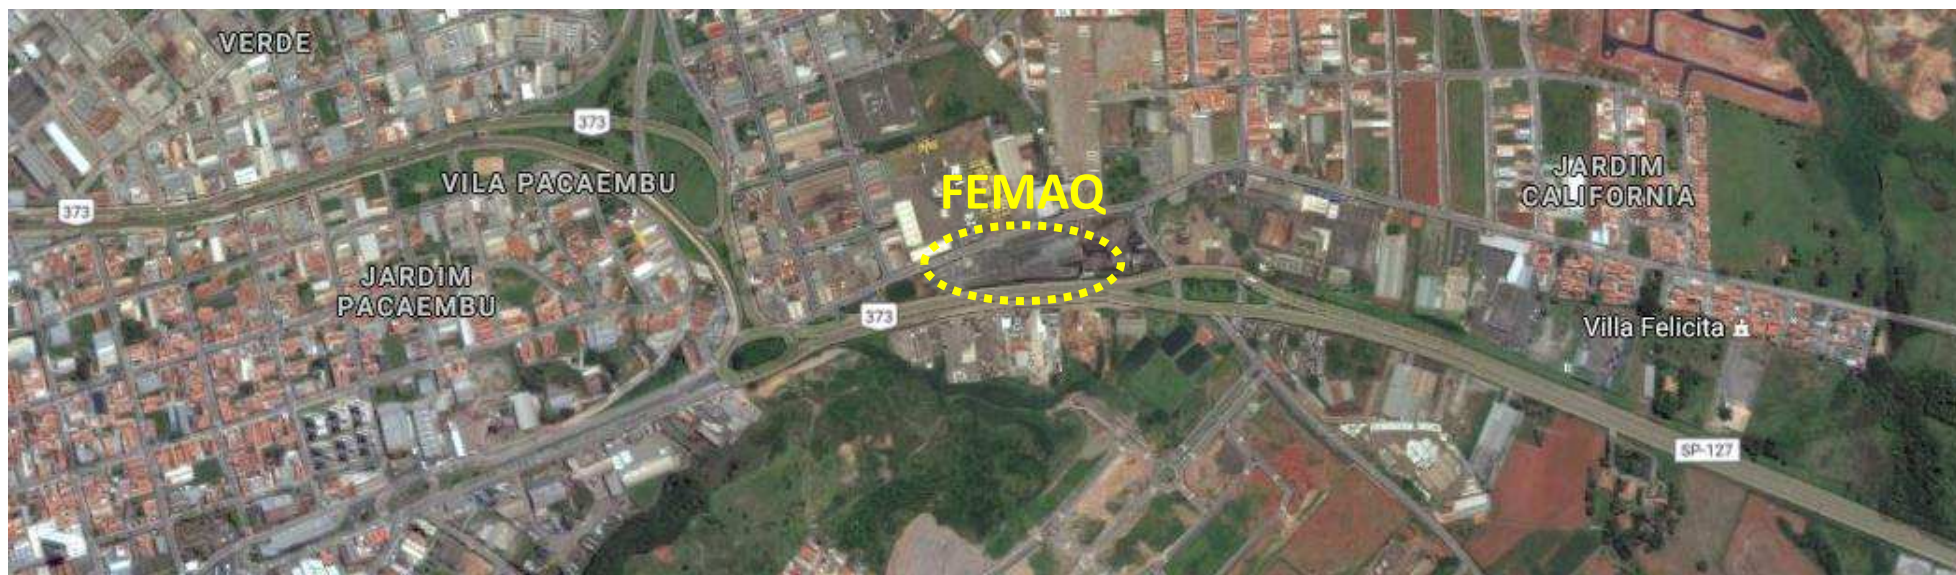 VERDE
373
VILA PACAEMBU
373
FEMAQ
JARDIM
CALIFORNIA
JARDIM
PACAEMBU
373
Villa Felicita
SP-127